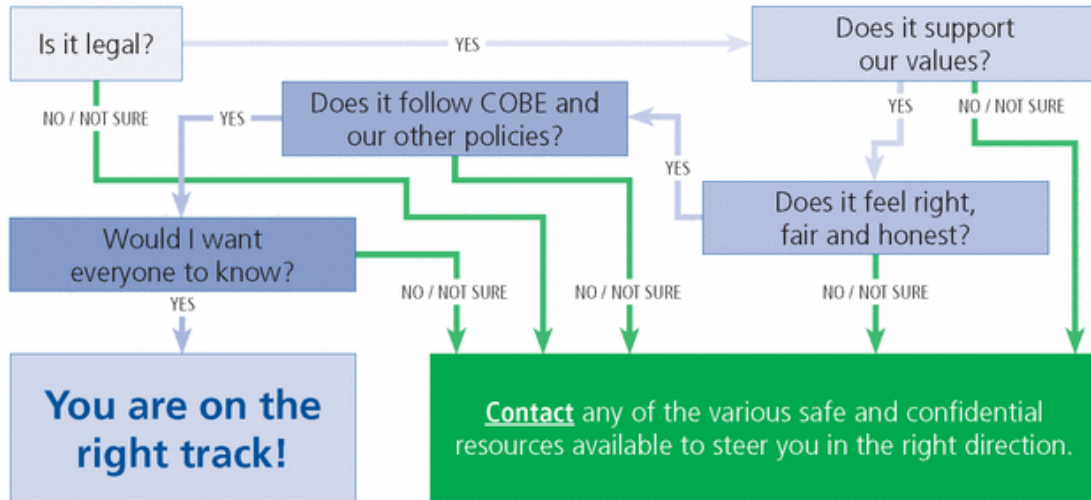 Is it legal?
YES
Does it support
our values?
NO / NOT SURE
YES
NO / NOT SURE
Does it follow COBE and
our other policies?
YES
YES
Does it feel right,
fair and honest?
Would I want
everyone to know?
NO / NOT SURE
NO / NOT SURE
NO / NOT SURE
YES
You are on the
right track!
Contact any of the various safe and confidential
resources available to steer you in the right direction.